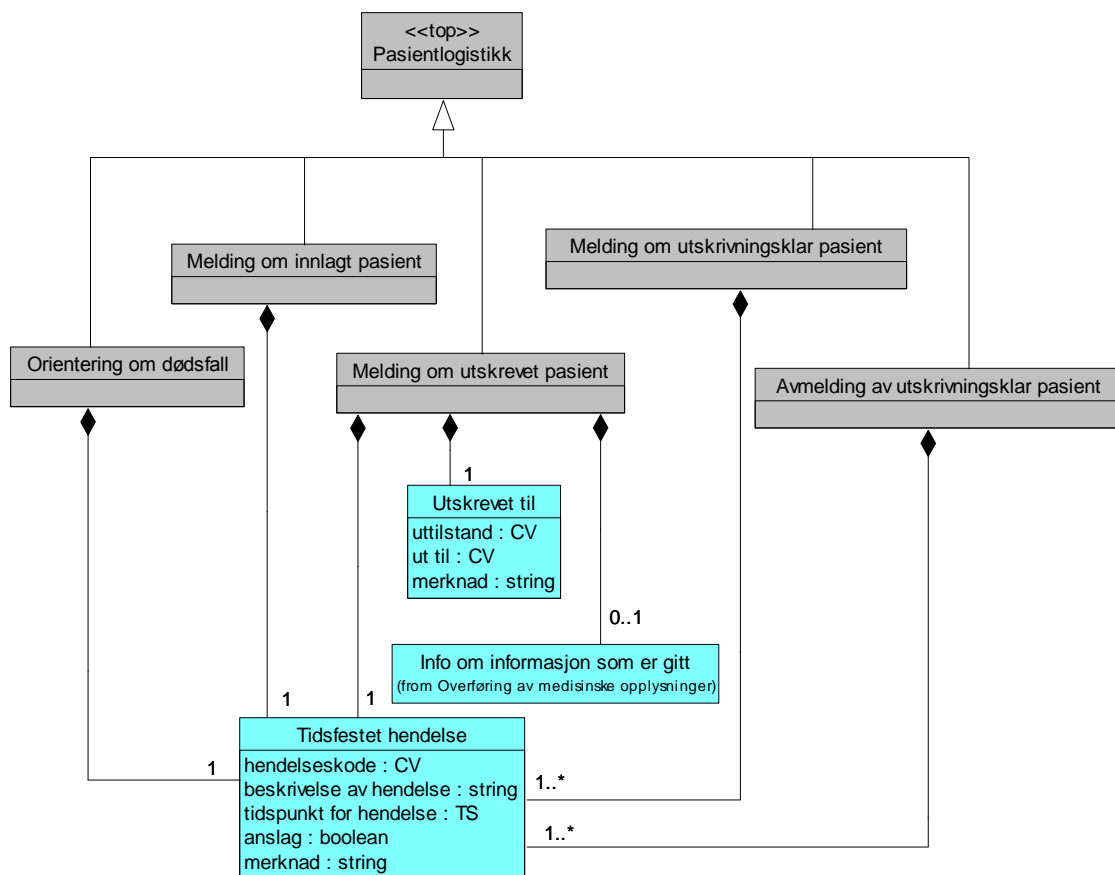 <<top>>
Pasientlogistikk
Melding om innlagt pasient
Melding om utskrivningsklar pasient
Orientering om dødsfall
Melding om utskrevet pasient
Avmelding av utskrivningsklar pasient
1
Utskrevet til
uttilstand : CV
ut til : CV
merknad : string
0..1
Info om informasjon som er gitt
(from Overføring av medisinske opplysninger)
1
1
Tidsfestet hendelse
1
hendelseskode : CV
beskrivelse av hendelse : string
tidspunkt for hendelse : TS
anslag : boolean
merknad : string
1..*
1..*